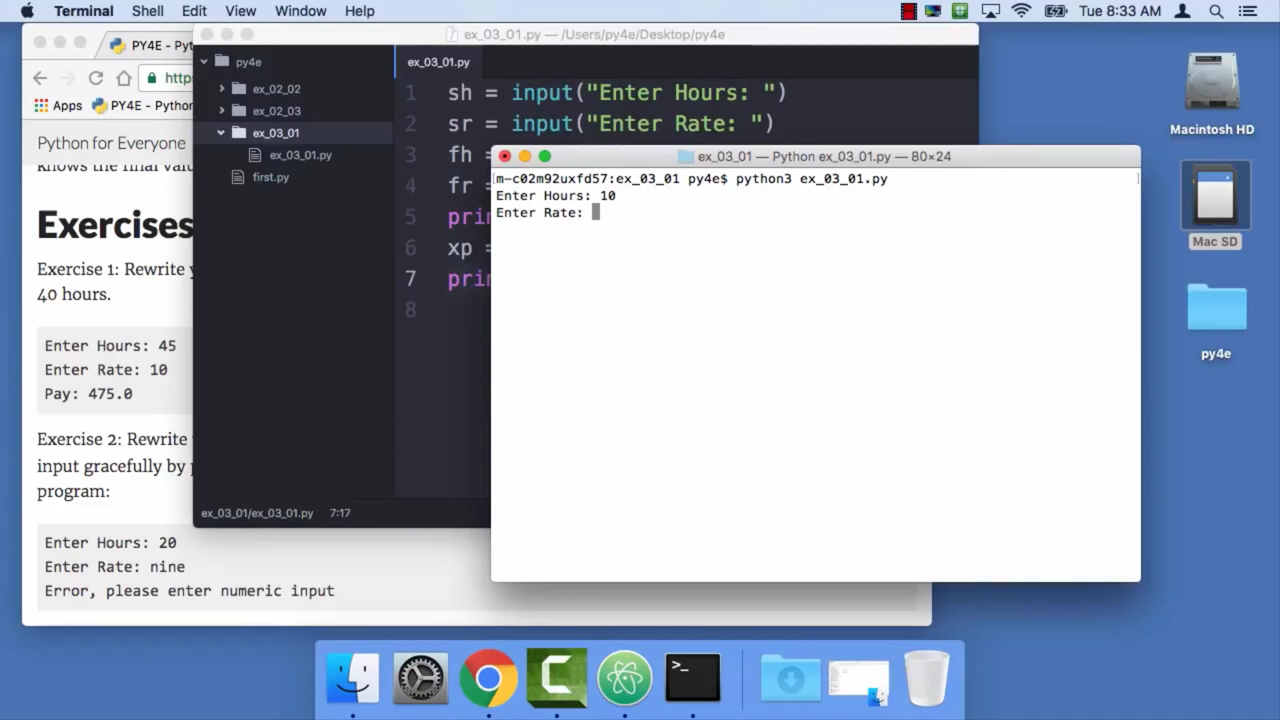 Terminal Shell Edit View Window Help
Tue 8:33 AM
PY4E - Pyt
https
Apps PY4E - Python
Python for Everyone
Exercises
Exercise 1: Rewrite y
40 hours.
Enter Hours: 45
Enter Rate: 10
Pay: 475.0
Exercise 2: Rewrite
input gracefully by
program:
Enter Hours: 20
Enter Rate: nine
Error, please enter numeric input
ex_03_01.py — /Users/py4e/Desktop/py4e
py4e
ex_02_02
ex_02_03
ex_03_01
ex_03_01.py
first.py
ex_03_01/ex_03_01.py 7:17
ex_03_01.py
1 sh = input("Enter Hours: ")
2 sr = input("Enter Rate: ")
3 fh =
4 fr =
5 prin
6 xp =
7 prin
8
ex_03_01 — Python ex_03_01.py — 80×24
m-c02m92uxfd57:ex_03_01 py4e$ python3 ex_03_01.py
Enter Hours: 10
Enter Rate:
Macintosh HD
Mac SD
py4e